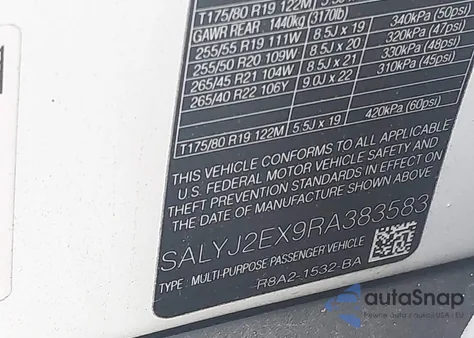 T175/80 R19 122M
GAWR REAR 1440kg (3170lb)
255/55 R19 111W 8.5J x 19 340kPa (50psi)
255/50 R20 109W 8.5J x 20 320kPa (47psi)
265/45 R21 104W 8.5J x 21 330kPa (48psi)
265/40 R22 106Y 9.0J x 22 310kPa (45psi)
T175/80 R19 122M 5.5J x 19 420kPa (60psi)
THIS VEHICLE CONFORMS TO ALL APPLICABLE
U.S. FEDERAL MOTOR VEHICLE SAFETY AND
THEFT PREVENTION STANDARDS IN EFFECT ON
THE DATE OF MANUFACTURE SHOWN ABOVE.
SALYJ2EX9RA383583
TYPE: MULTI-PURPOSE PASSENGER VEHICLE
R8A2-1532-BA
autoSnap